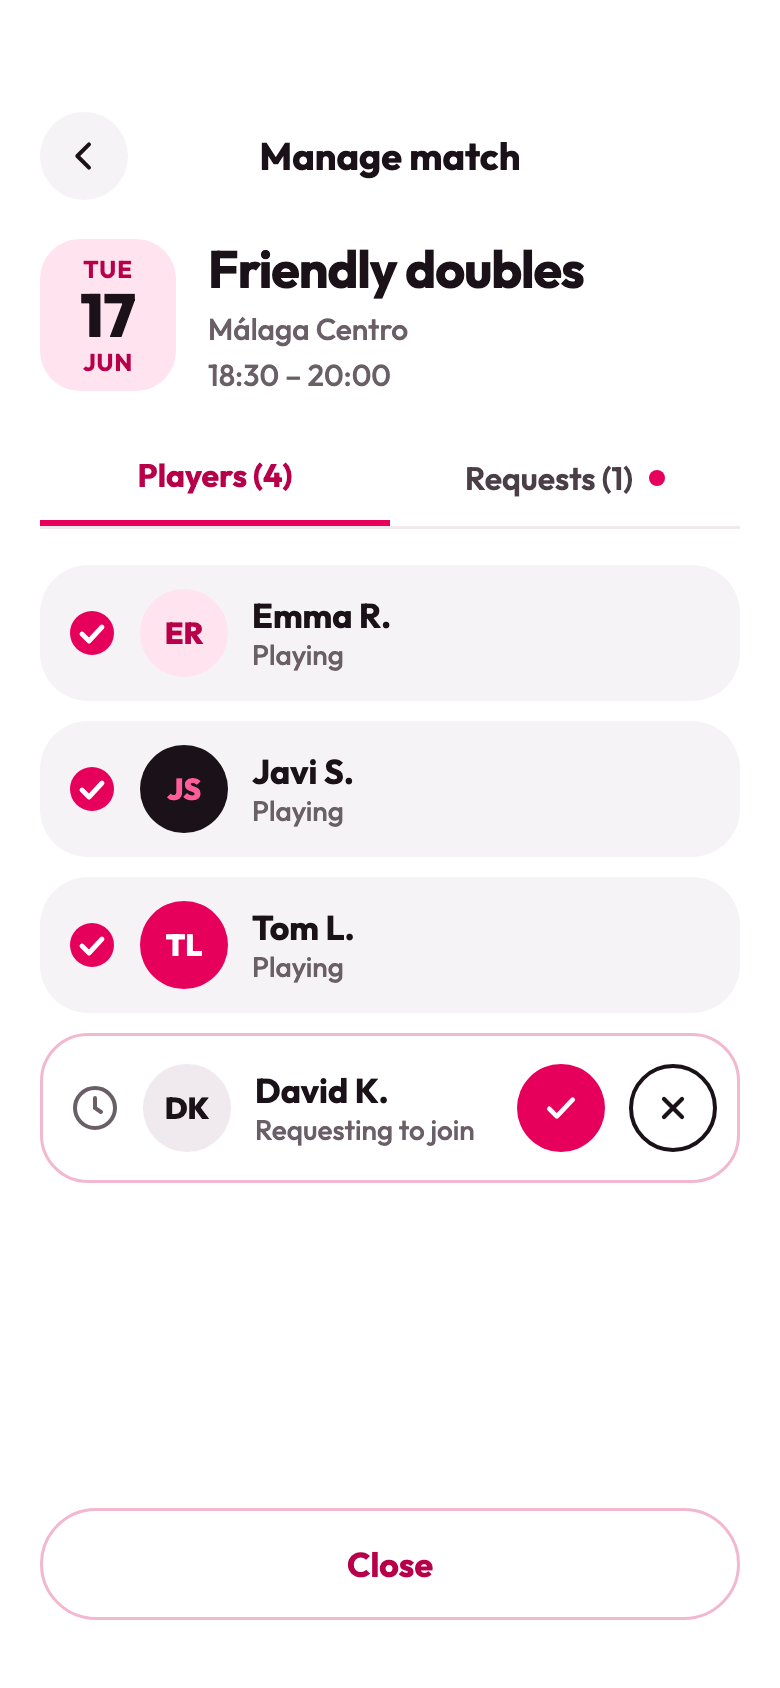 Manage match
TUE
17
JUN
Friendly doubles
Málaga Centro
18:30 – 20:00
Players (4)
Requests (1)
ER
Emma R.
Playing
JS
Javi S.
Playing
TL
Tom L.
Playing
DK
David K.
Requesting to join
Close